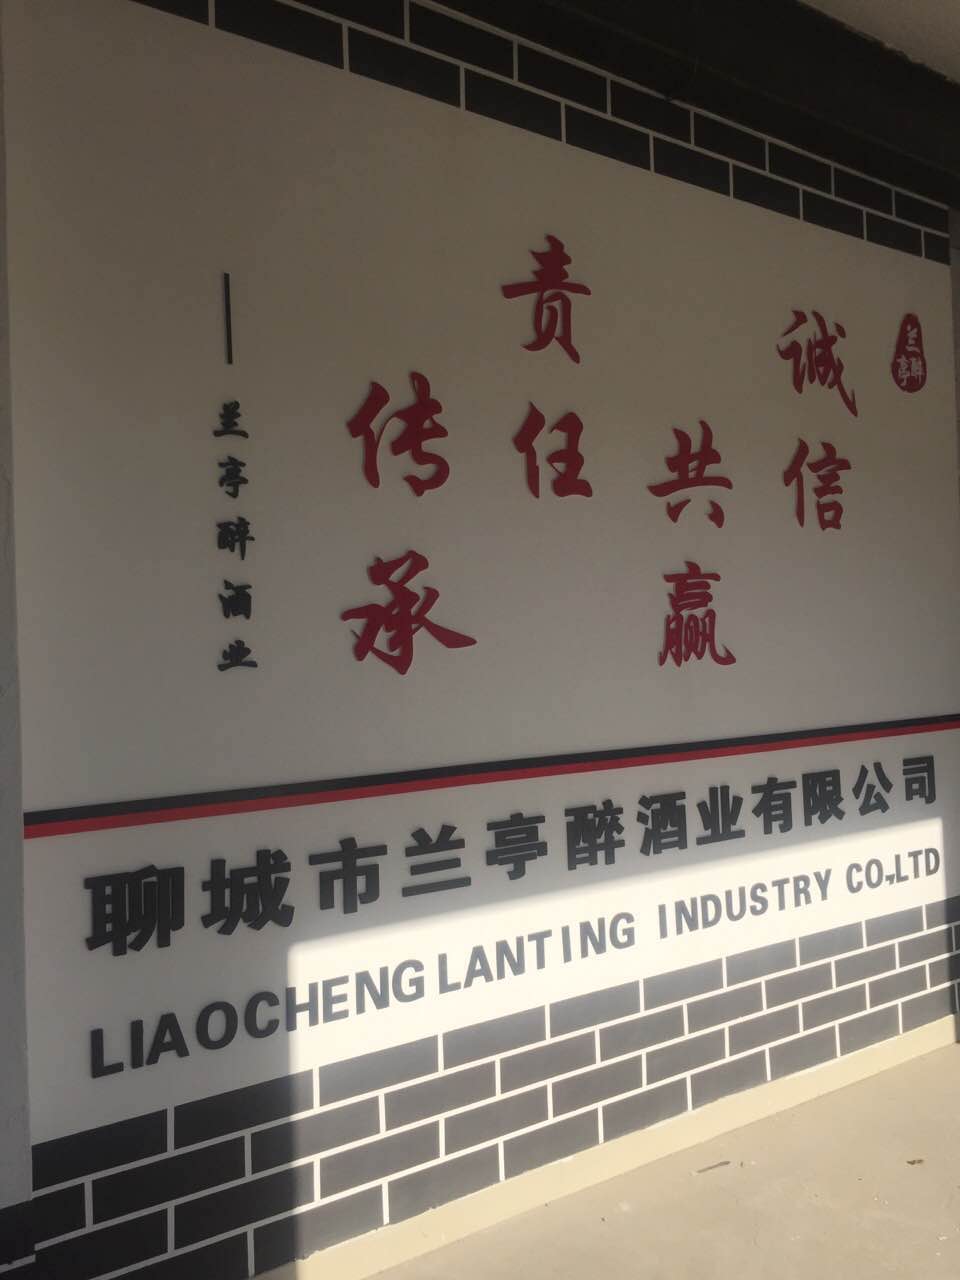 兰亭醉
诚信
共赢
责任
传承
——兰亭醉酒业
聊城市兰亭醉酒业有限公司
LIAOCHENG LANTING INDUSTRY CO.,LTD